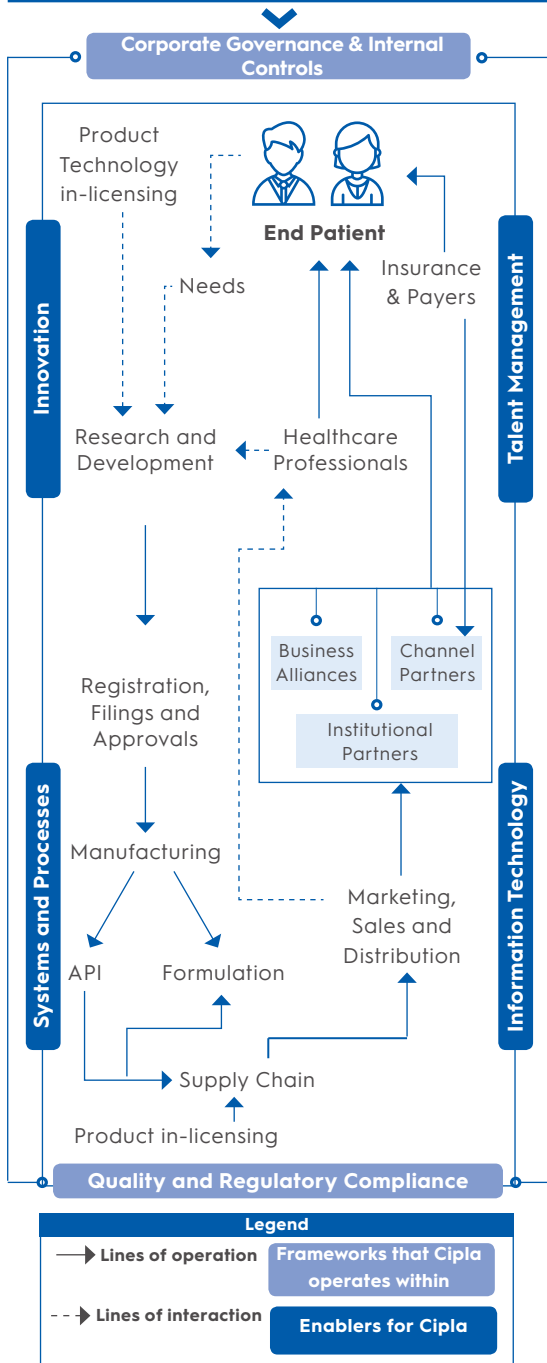 Corporate Governance & Internal
Controls
Product
Technology
in-licensing
End Patient
Needs
Insurance
& Payers
Innovation
Talent Management
Research and
Development
Healthcare
Professionals
Business
Alliances
Channel
Partners
Institutional
Partners
Registration,
Filings and
Approvals
Systems and Processes
Information Technology
Manufacturing
Marketing,
Sales and
Distribution
API
Formulation
Supply Chain
Product in-licensing
Quality and Regulatory Compliance
Legend
Lines of operation
Frameworks that Cipla
operates within
Lines of interaction
Enablers for Cipla